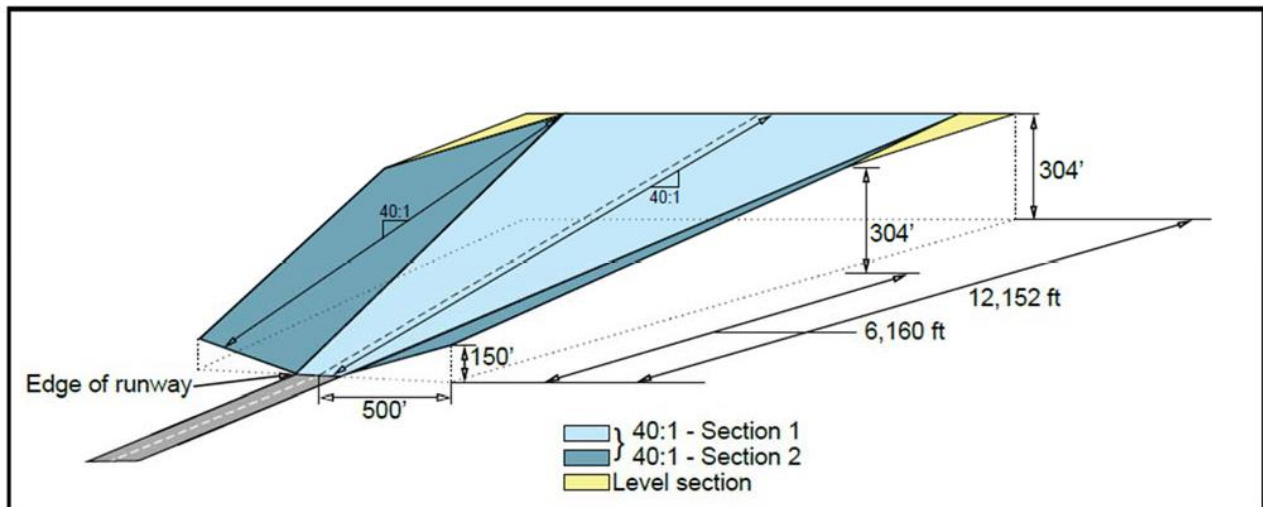 40:1
40:1
304’
304’
12,152 ft
6,160 ft
150’
Edge of runway
500’
40:1 - Section 1
40:1 - Section 2
Level section